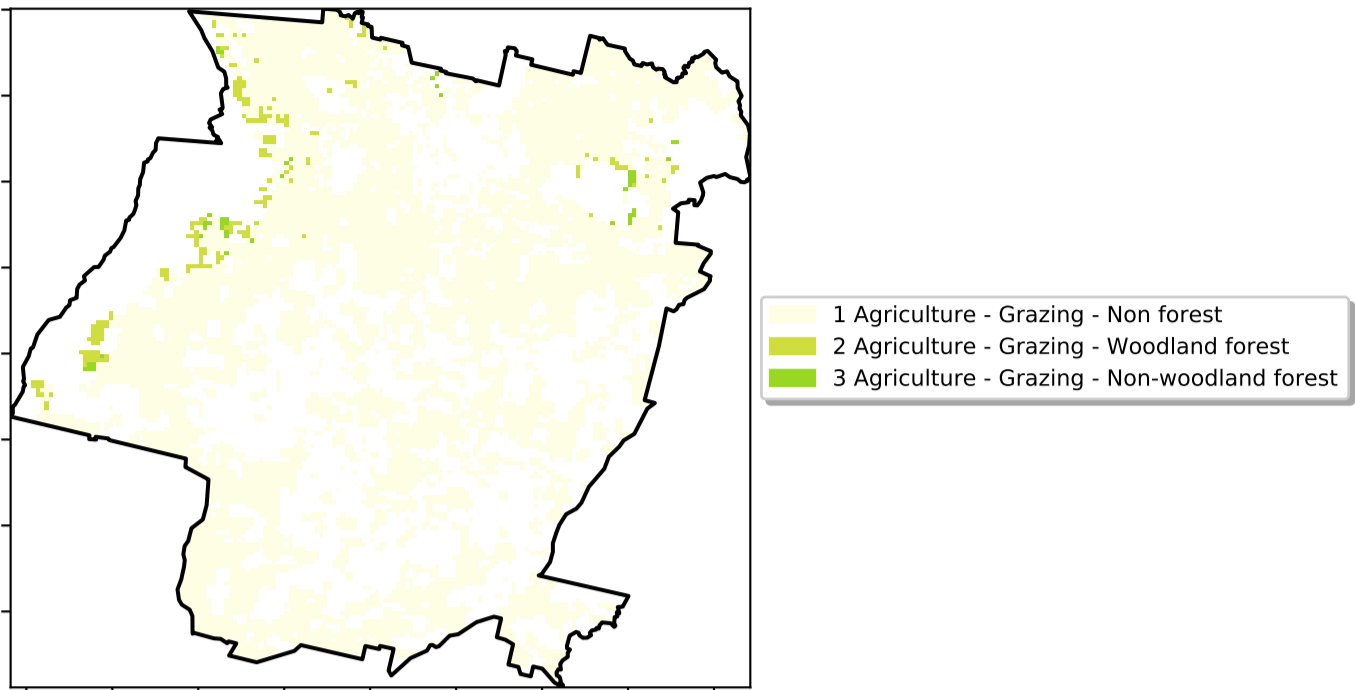 1 Agriculture - Grazing - Non forest
2 Agriculture - Grazing - Woodland forest
3 Agriculture - Grazing - Non-woodland forest